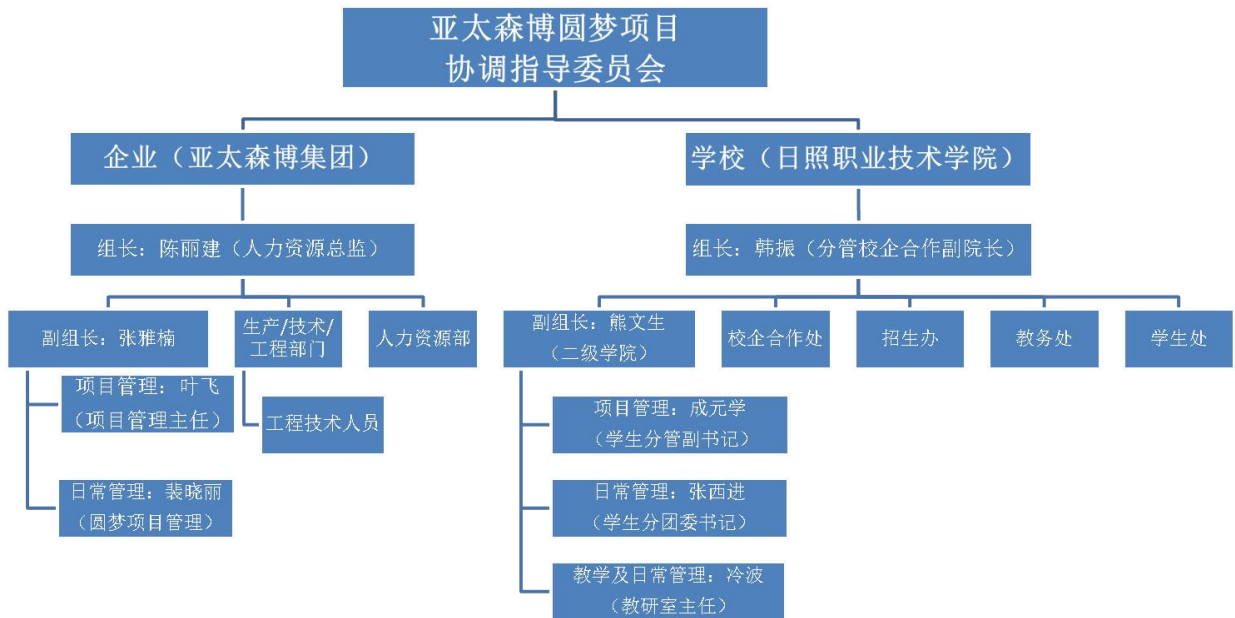 亚太森博圆梦项目
协调指导委员会
企业（亚太森博集团）
学校（日照职业技术学院）
组长：陈丽建（人力资源总监）
组长：韩振（分管校企合作副院长）
副组长：张雅楠
生产/技术/
工程部门
人力资源部
副组长：熊文生
（二级学院）
校企合作处
招生办
教务处
学生处
项目管理：叶飞
（项目管理主任）
工程技术人员
日常管理：裴晓丽
（圆梦项目管理）
项目管理：成元学
（学生分管副书记）
日常管理：张西进
（学生分团委书记）
教学及日常管理：冷波
（教研室主任）